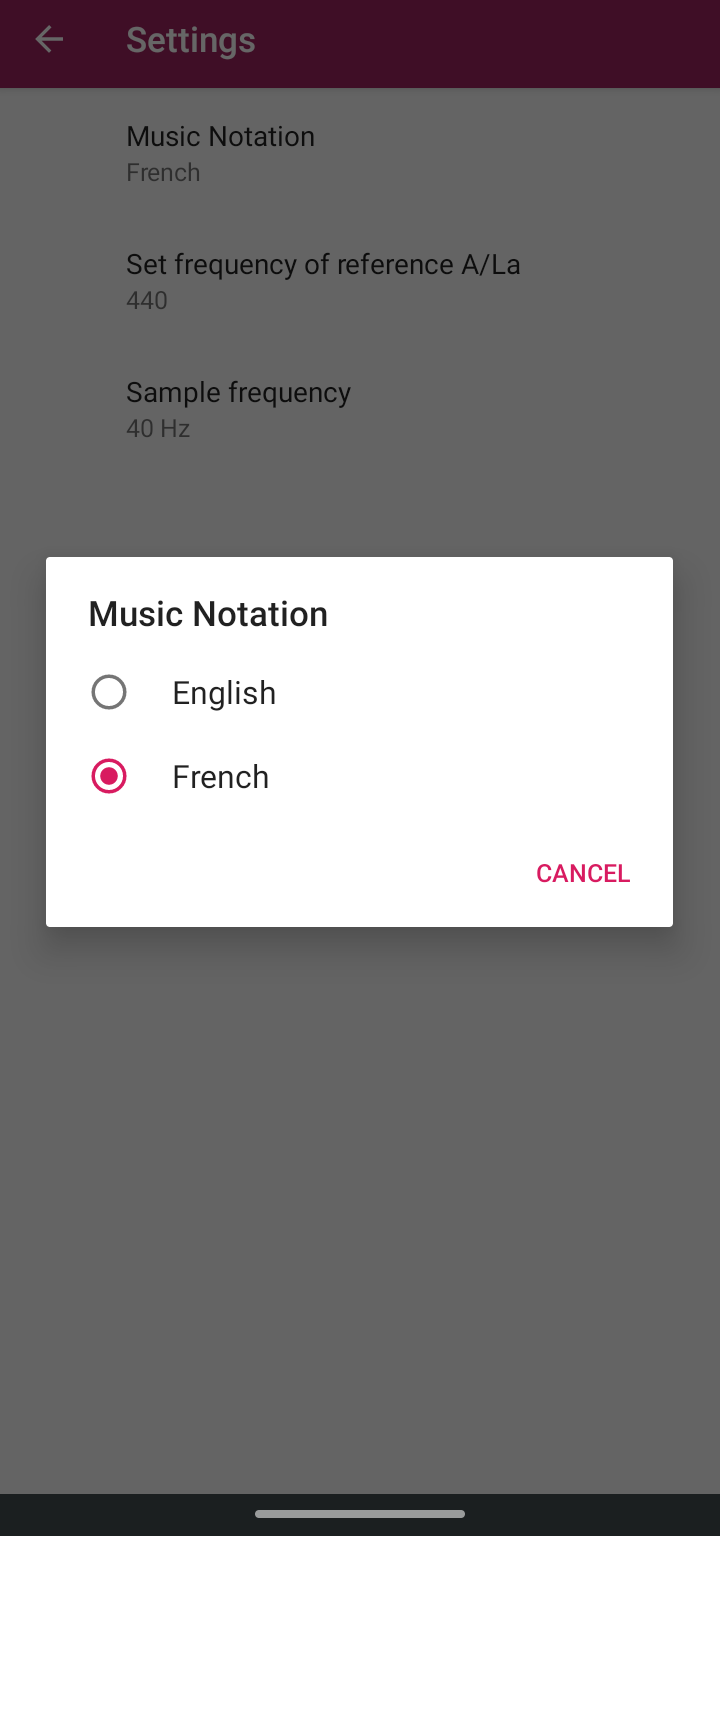 Settings
Music Notation
French
Set frequency of reference A/La
440
Sample frequency
40 Hz
Music Notation
English
French
CANCEL